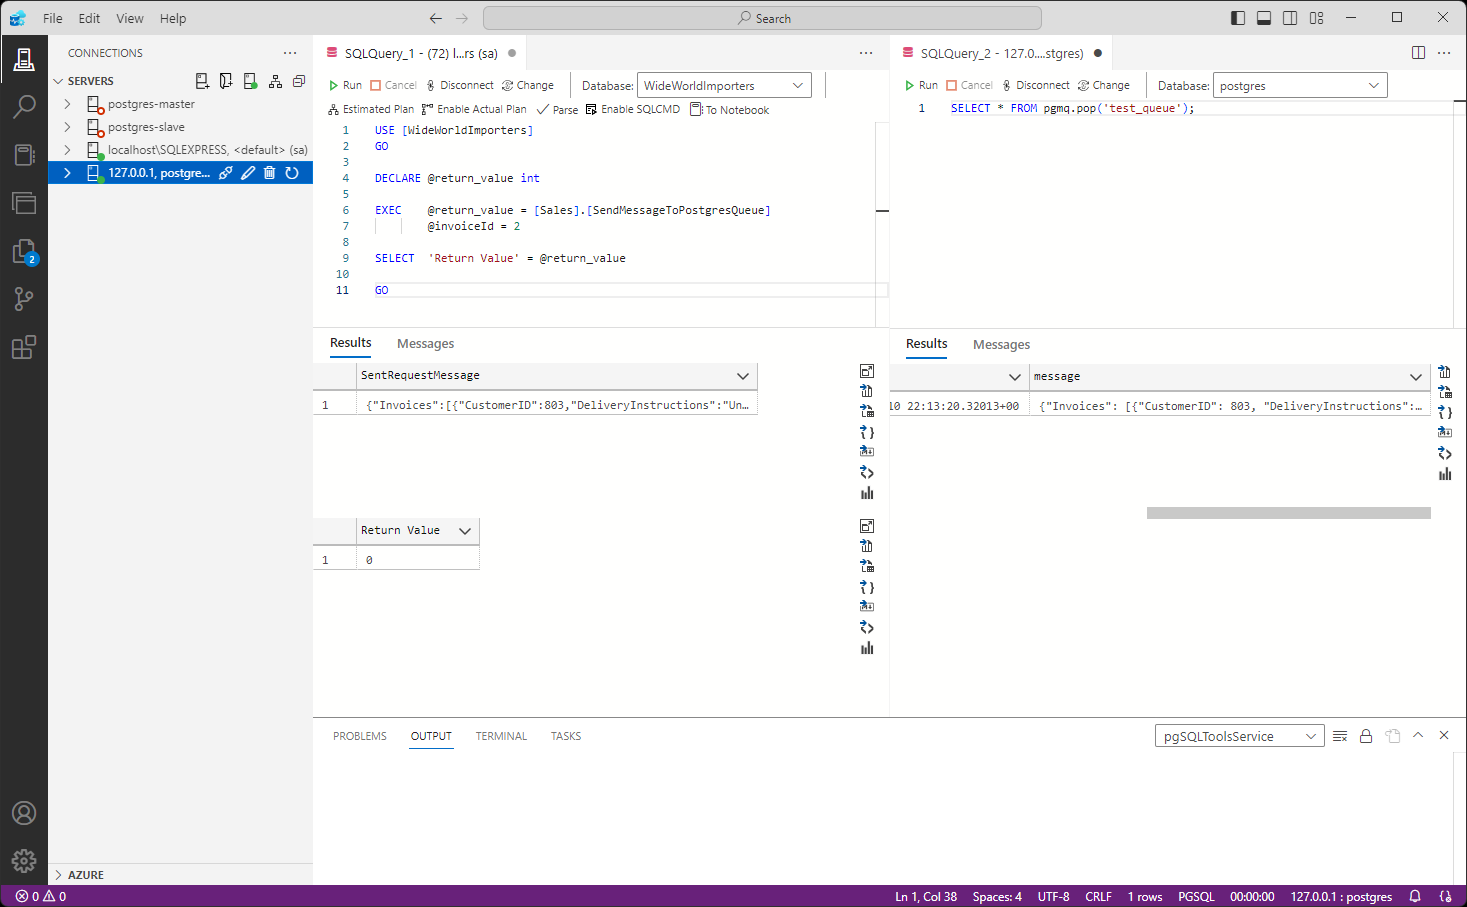 File Edit View Help
Search
CONNECTIONS
SERVERS
postgres-master
postgres-slave
localhost\SQLEXPRESS, <default> (sa)
127.0.0.1, postgre...
2
AZURE
SQLQuery_1 - (72) l...rs (sa)
Run Cancel Disconnect Change Database: WideWorldImporters
Estimated Plan Enable Actual Plan Parse Enable SQLCMD To Notebook
1 USE [WideWorldImporters]
2 GO
3
4 DECLARE @return_value int
5
6 EXEC @return_value = [Sales].[SendMessageToPostgresQueue]
7 @invoiceId = 2
8
9 SELECT 'Return Value' = @return_value
10
11 GO
Results Messages
SentRequestMessage
1 {"Invoices":[{"CustomerID":803,"DeliveryInstructions":"Un...
Return Value
1 0
SQLQuery_2 - 127.0....stgres)
Run Cancel Disconnect Change Database: postgres
1 SELECT * FROM pgmq.pop('test_queue');
Results Messages
message
10 22:13:20.32013+00 {"Invoices": [{"CustomerID": 803, "DeliveryInstructions":...
PROBLEMS OUTPUT TERMINAL TASKS
pgSQLToolsService
0 0
Ln 1, Col 38 Spaces: 4 UTF-8 CRLF 1 rows PGSQL 00:00:00 127.0.0.1 : postgres